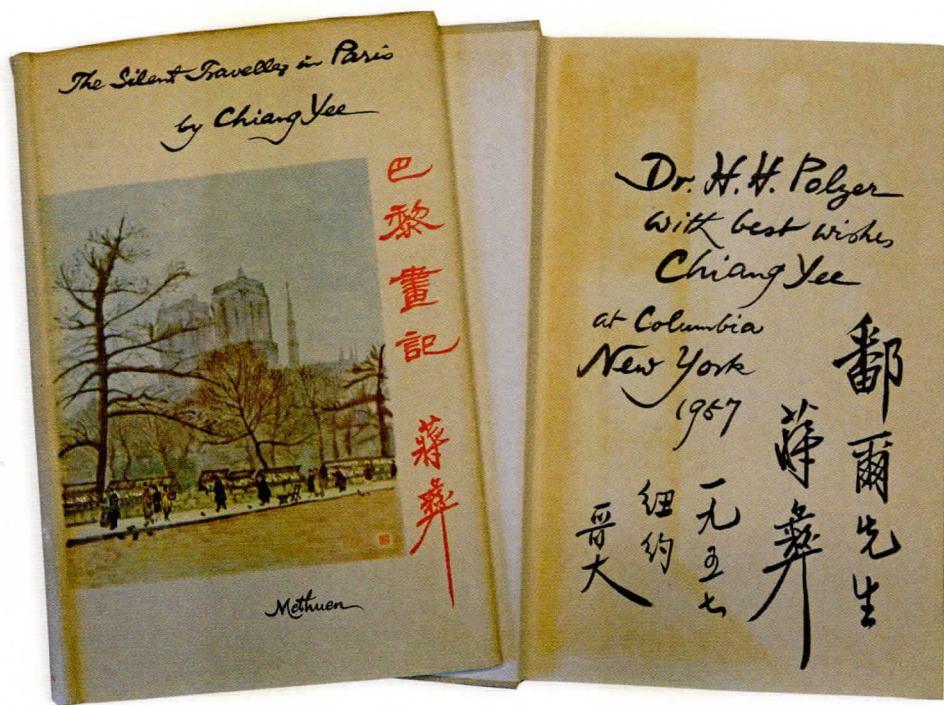 The Silent Traveller in Paris
by Chiang Yee
巴黎畫記
蔣彝
Methuen
Dr. H. H. Polzer
with best wishes
Chiang Yee
at Columbia
New York
1957
鄱爾先生
蔣彝
一九五七
紐約
哥大